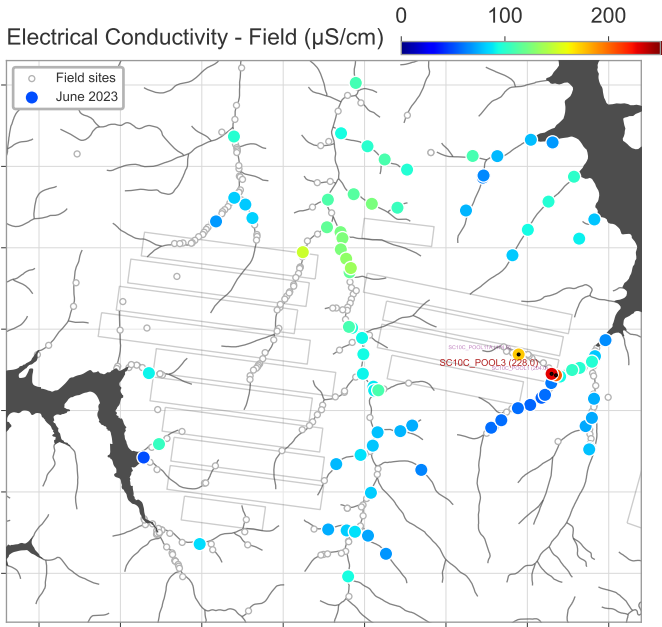 0 100 200
Electrical Conductivity - Field (µS/cm)
Field sites
June 2023
SC10C_POOL3 (228.0)